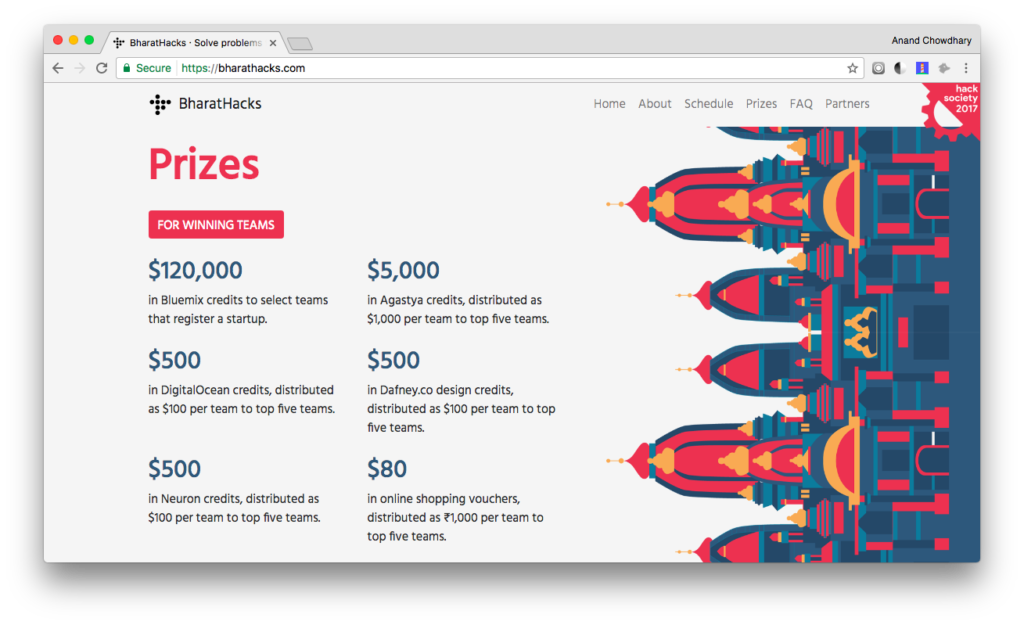 BharatHacks · Solve problems
Anand Chowdhary
Secure
https://bharathacks.com
BharatHacks
Home
About
Schedule
Prizes
FAQ
Partners
hack
society
2017
Prizes
FOR WINNING TEAMS
$120,000
in Bluemix credits to select teams
that register a startup.
$5,000
in Agastya credits, distributed as
$1,000 per team to top five teams.
$500
in DigitalOcean credits, distributed
as $100 per team to top five teams.
$500
in Dafney.co design credits,
distributed as $100 per team to top
five teams.
$500
in Neuron credits, distributed as
$100 per team to top five teams.
$80
in online shopping vouchers,
distributed as ₹1,000 per team to
top five teams.